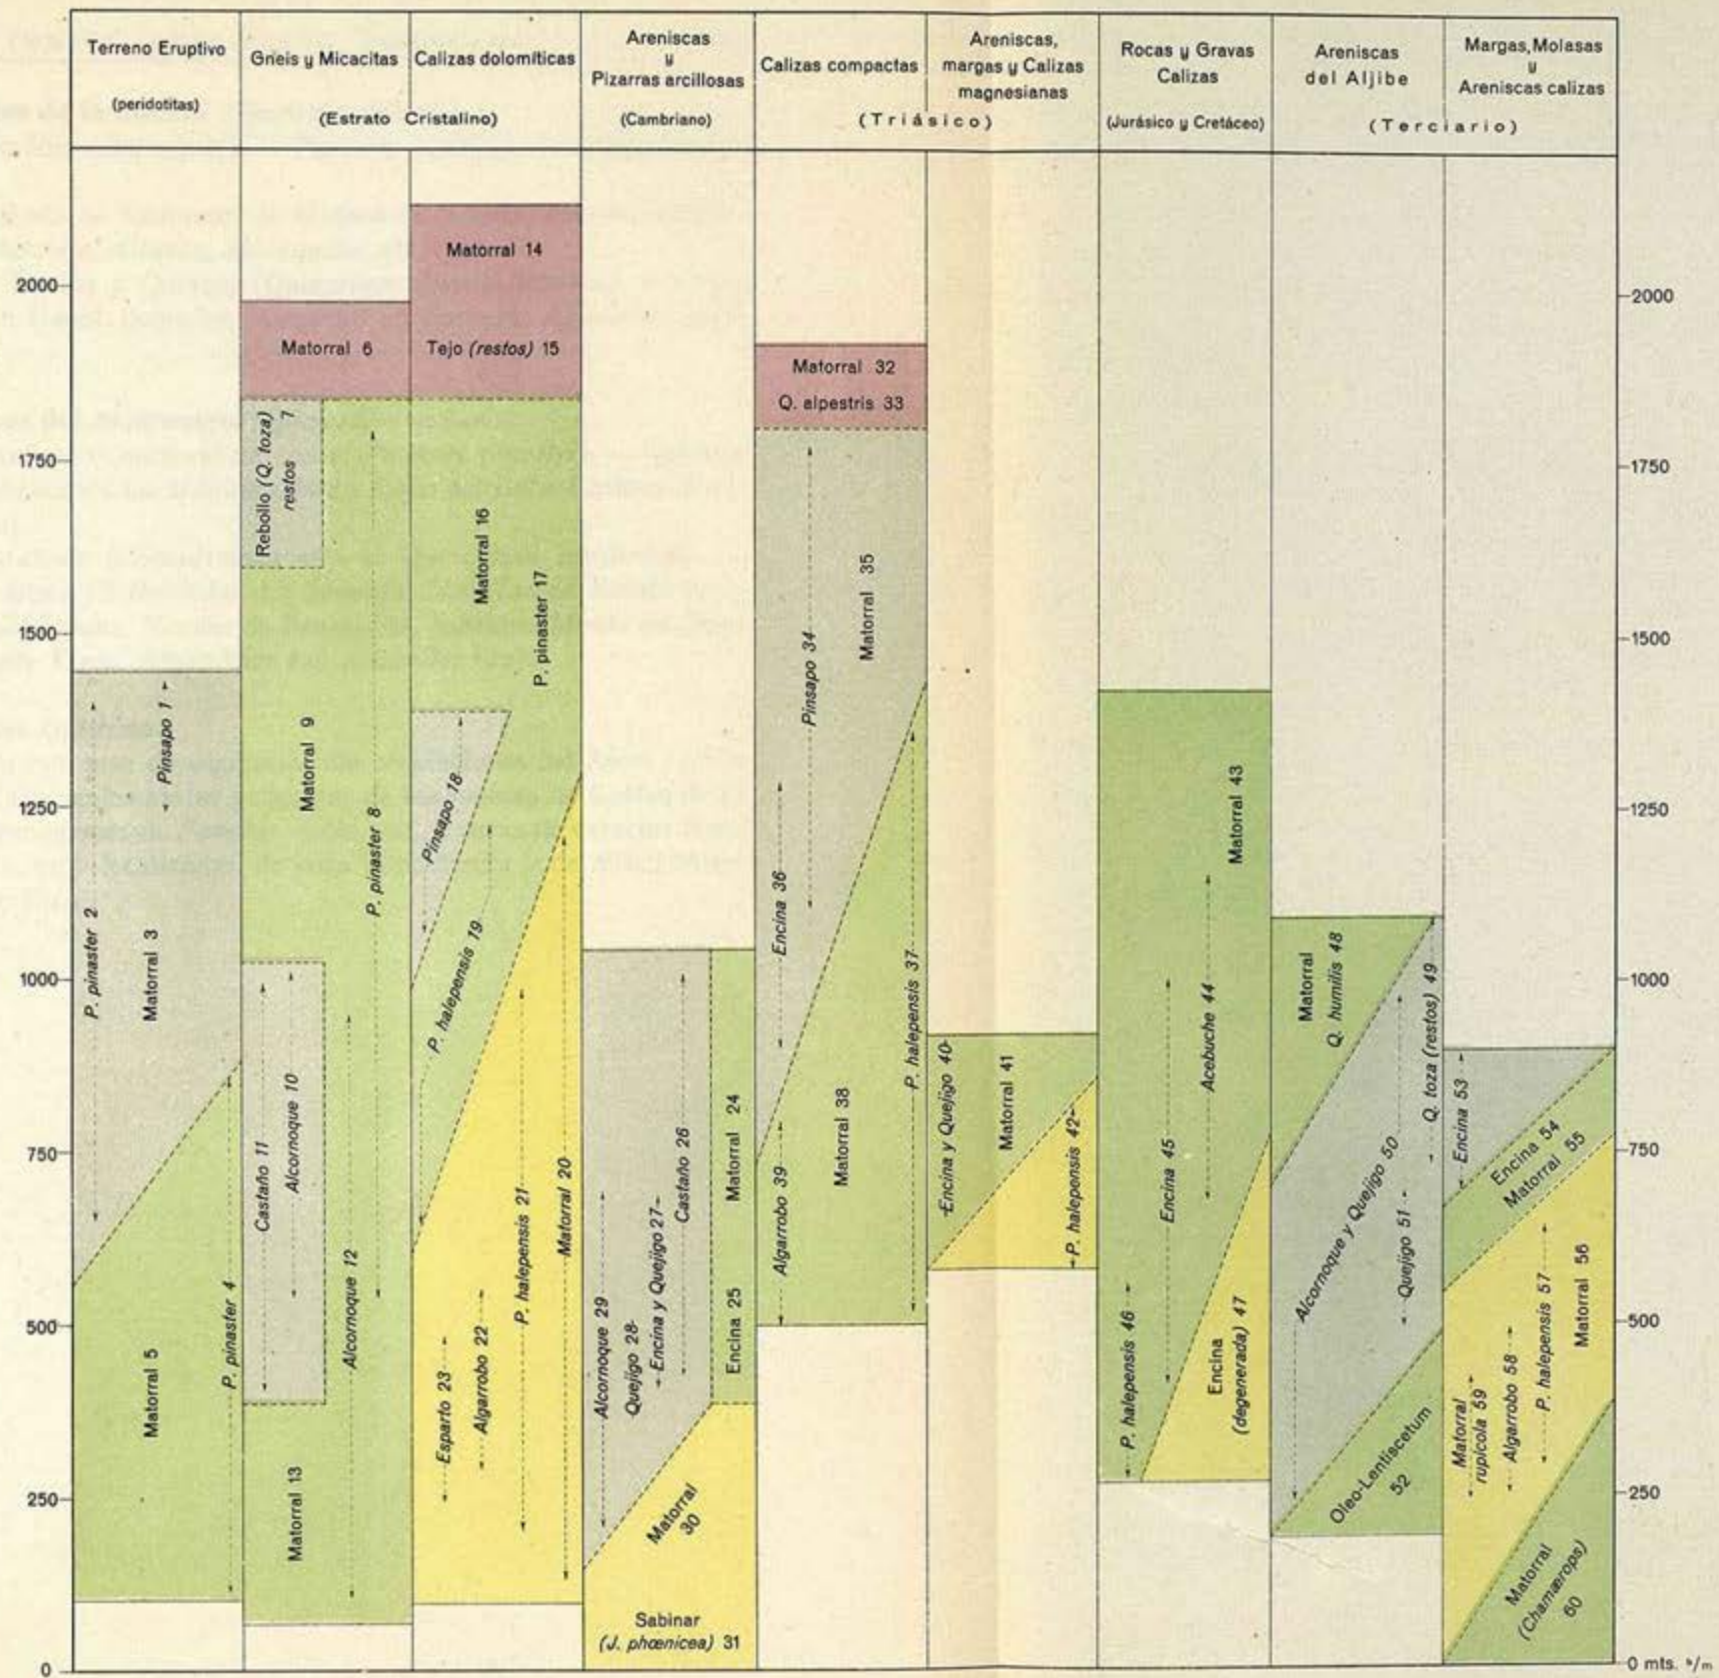 Terreno Eruptivo
(peridotitas)
Gneis y Micacitas
Calizas dolomíticas
(Estrato Cristalino)
Areniscas
y
Pizarras arcillosas
(Cambriano)
Calizas compactas
Areniscas,
margas y Calizas
magnesianas
(Triásico)
Rocas y Gravas
Calizas
(Jurásico y Cretáceo)
Areniscas
del Aljibe
Margas, Molasas
y
Areniscas calizas
(Terciario)
2000
1750
1500
1250
1000
750
500
250
0
Pinsapo 1
P. pinaster 2
Matorral 3
P. pinaster 4
Matorral 5
Matorral 6
Rebollo (Q. toza) 7
restos
P. pinaster 8
Matorral 9
Alcornoque 10
Castaño 11
Alcornoque 12
Matorral 13
Matorral 14
Tejo (restos) 15
Matorral 16
P. pinaster 17
Pinsapo 18
P. halepensis 19
Matorral 20
P. halepensis 21
Algarrobo 22
Esparto 23
Matorral 24
Encina 25
Castaño 26
Encina y Quejigo 27
Quejigo 28
Alcornoque 29
Matorral
30
Sabinar
(J. phœnicea) 31
Matorral 32
Q. alpestris 33
Pinsapo 34
Matorral 35
Encina 36
P. halepensis 37
Matorral 38
Algarrobo 39
Encina y Quejigo 40
Matorral 41
P. halepensis 42
Matorral 43
Acebuche 44
Encina 45
P. halepensis 46
Encina
(degenerada) 47
Matorral
Q. humilis 48
Q. toza (restos) 49
Alcornoque y Quejigo 50
Quejigo 51
Oleo-Lentiscetum
52
Encina 53
Encina 54
Matorral 55
Matorral 56
P. halepensis 57
Algarrobo 58
Matorral
rupícola 59
Matorral
(Chamærops)
60
2000
1750
1500
1250
1000
750
500
250
0 mts. s/m